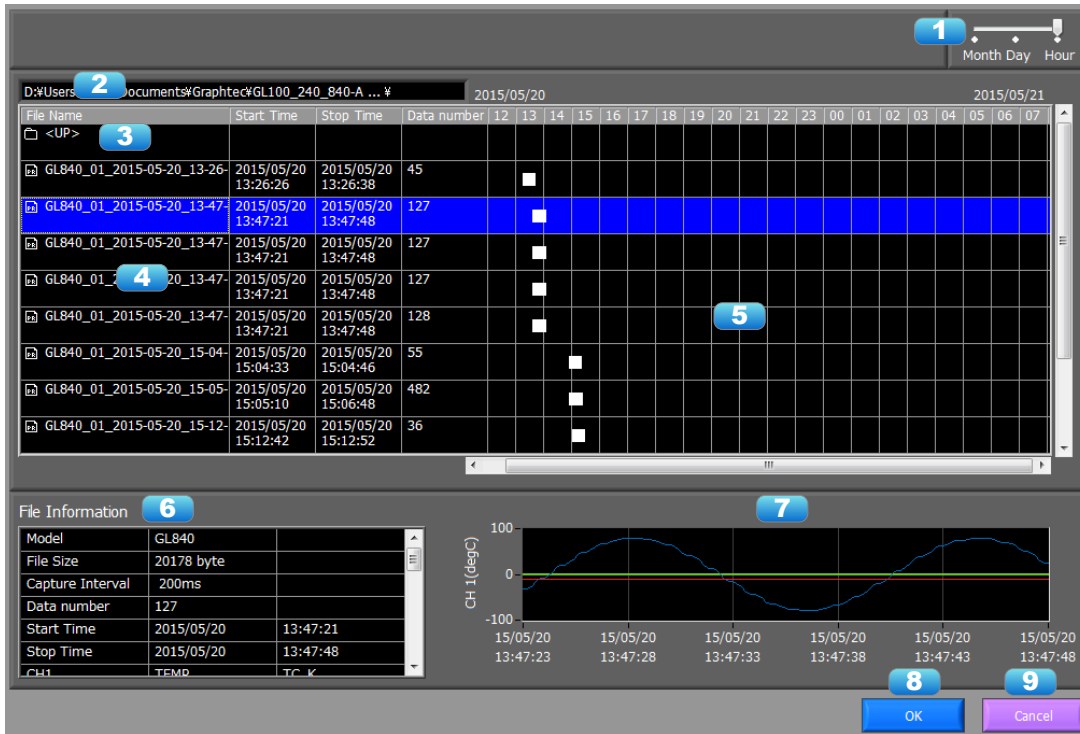 1
Month Day Hour
2
D:¥Users ocuments¥Graphtec¥GL100_240_840-A ... ¥
2015/05/20 2015/05/21
File Name Start Time Stop Time Data number 12 13 14 15 16 17 18 19 20 21 22 23 00 01 02 03 04 05 06 07
<UP>
3
GL840_01_2015-05-20_13-26- 2015/05/20 2015/05/20 45
13:26:26 13:26:38
GL840_01_2015-05-20_13-47- 2015/05/20 2015/05/20 127
13:47:21 13:47:48
GL840_01_2015-05-20_13-47- 2015/05/20 2015/05/20 127
13:47:21 13:47:48
GL840_01_2 20_13-47- 2015/05/20 2015/05/20 127
4
13:47:21 13:47:48
GL840_01_2015-05-20_13-47- 2015/05/20 2015/05/20 128
5
13:47:21 13:47:48
GL840_01_2015-05-20_15-04- 2015/05/20 2015/05/20 55
15:04:33 15:04:46
GL840_01_2015-05-20_15-05- 2015/05/20 2015/05/20 482
15:05:10 15:06:48
GL840_01_2015-05-20_15-12- 2015/05/20 2015/05/20 36
15:12:42 15:12:52
File Information
6
Model GL840
File Size 20178 byte
Capture Interval 200ms
Data number 127
Start Time 2015/05/20 13:47:21
Stop Time 2015/05/20 13:47:48
CH1 TEMP TC_K
7
CH 1(degC)
100
0
-100
15/05/20 15/05/20 15/05/20 15/05/20 15/05/20 15/05/20
13:47:23 13:47:28 13:47:33 13:47:38 13:47:43 13:47:48
8
OK
9
Cancel